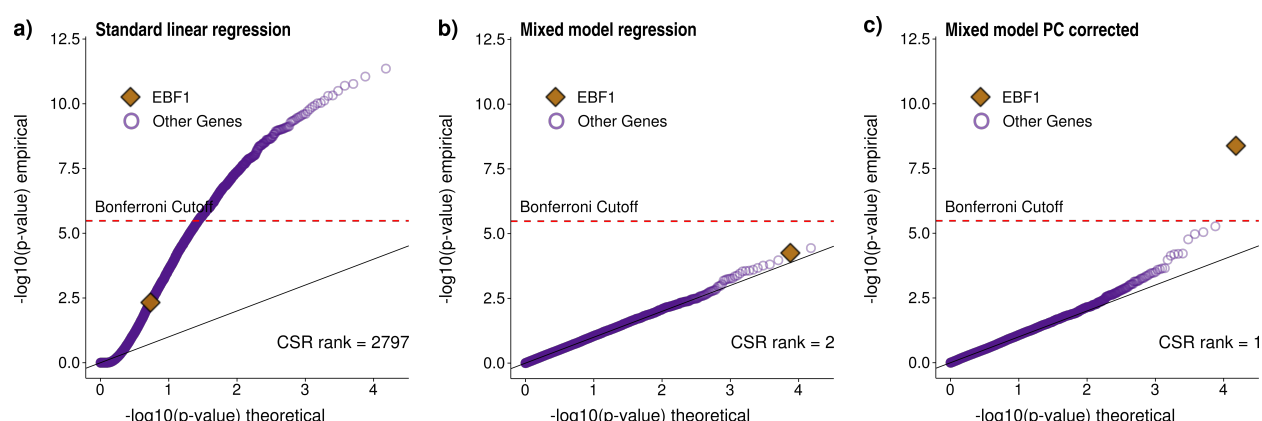 a)
Standard linear regression
12.5
10.0
7.5
5.0
2.5
0.0
-log10(p-value) empirical
EBF1
Other Genes
Bonferroni Cutoff
CSR rank = 2797
0 1 2 3 4
-log10(p-value) theoretical
b)
Mixed model regression
12.5
10.0
7.5
5.0
2.5
0.0
-log10(p-value) empirical
EBF1
Other Genes
Bonferroni Cutoff
CSR rank = 2
0 1 2 3 4
-log10(p-value) theoretical
c)
Mixed model PC corrected
12.5
10.0
7.5
5.0
2.5
0.0
-log10(p-value) empirical
EBF1
Other Genes
Bonferroni Cutoff
CSR rank = 1
0 1 2 3 4
-log10(p-value) theoretical